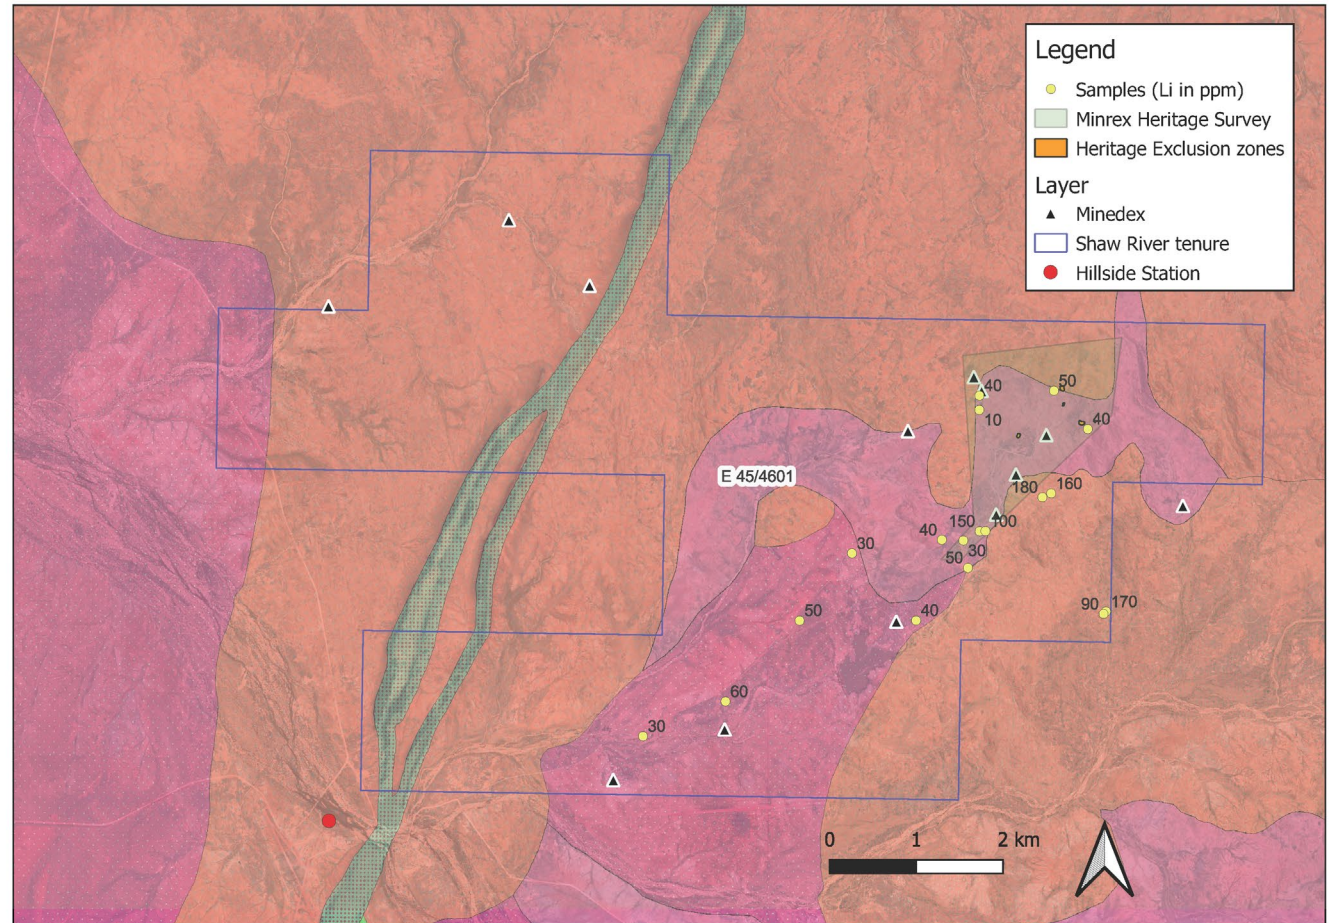 Legend
Samples (Li in ppm)
Minrex Heritage Survey
Heritage Exclusion zones
Layer
Minedex
Shaw River tenure
Hillside Station
40
50
10
40
E 45/4601
180
160
150
100
40
30
50
30
90
170
50
40
60
30
0 1 2 km